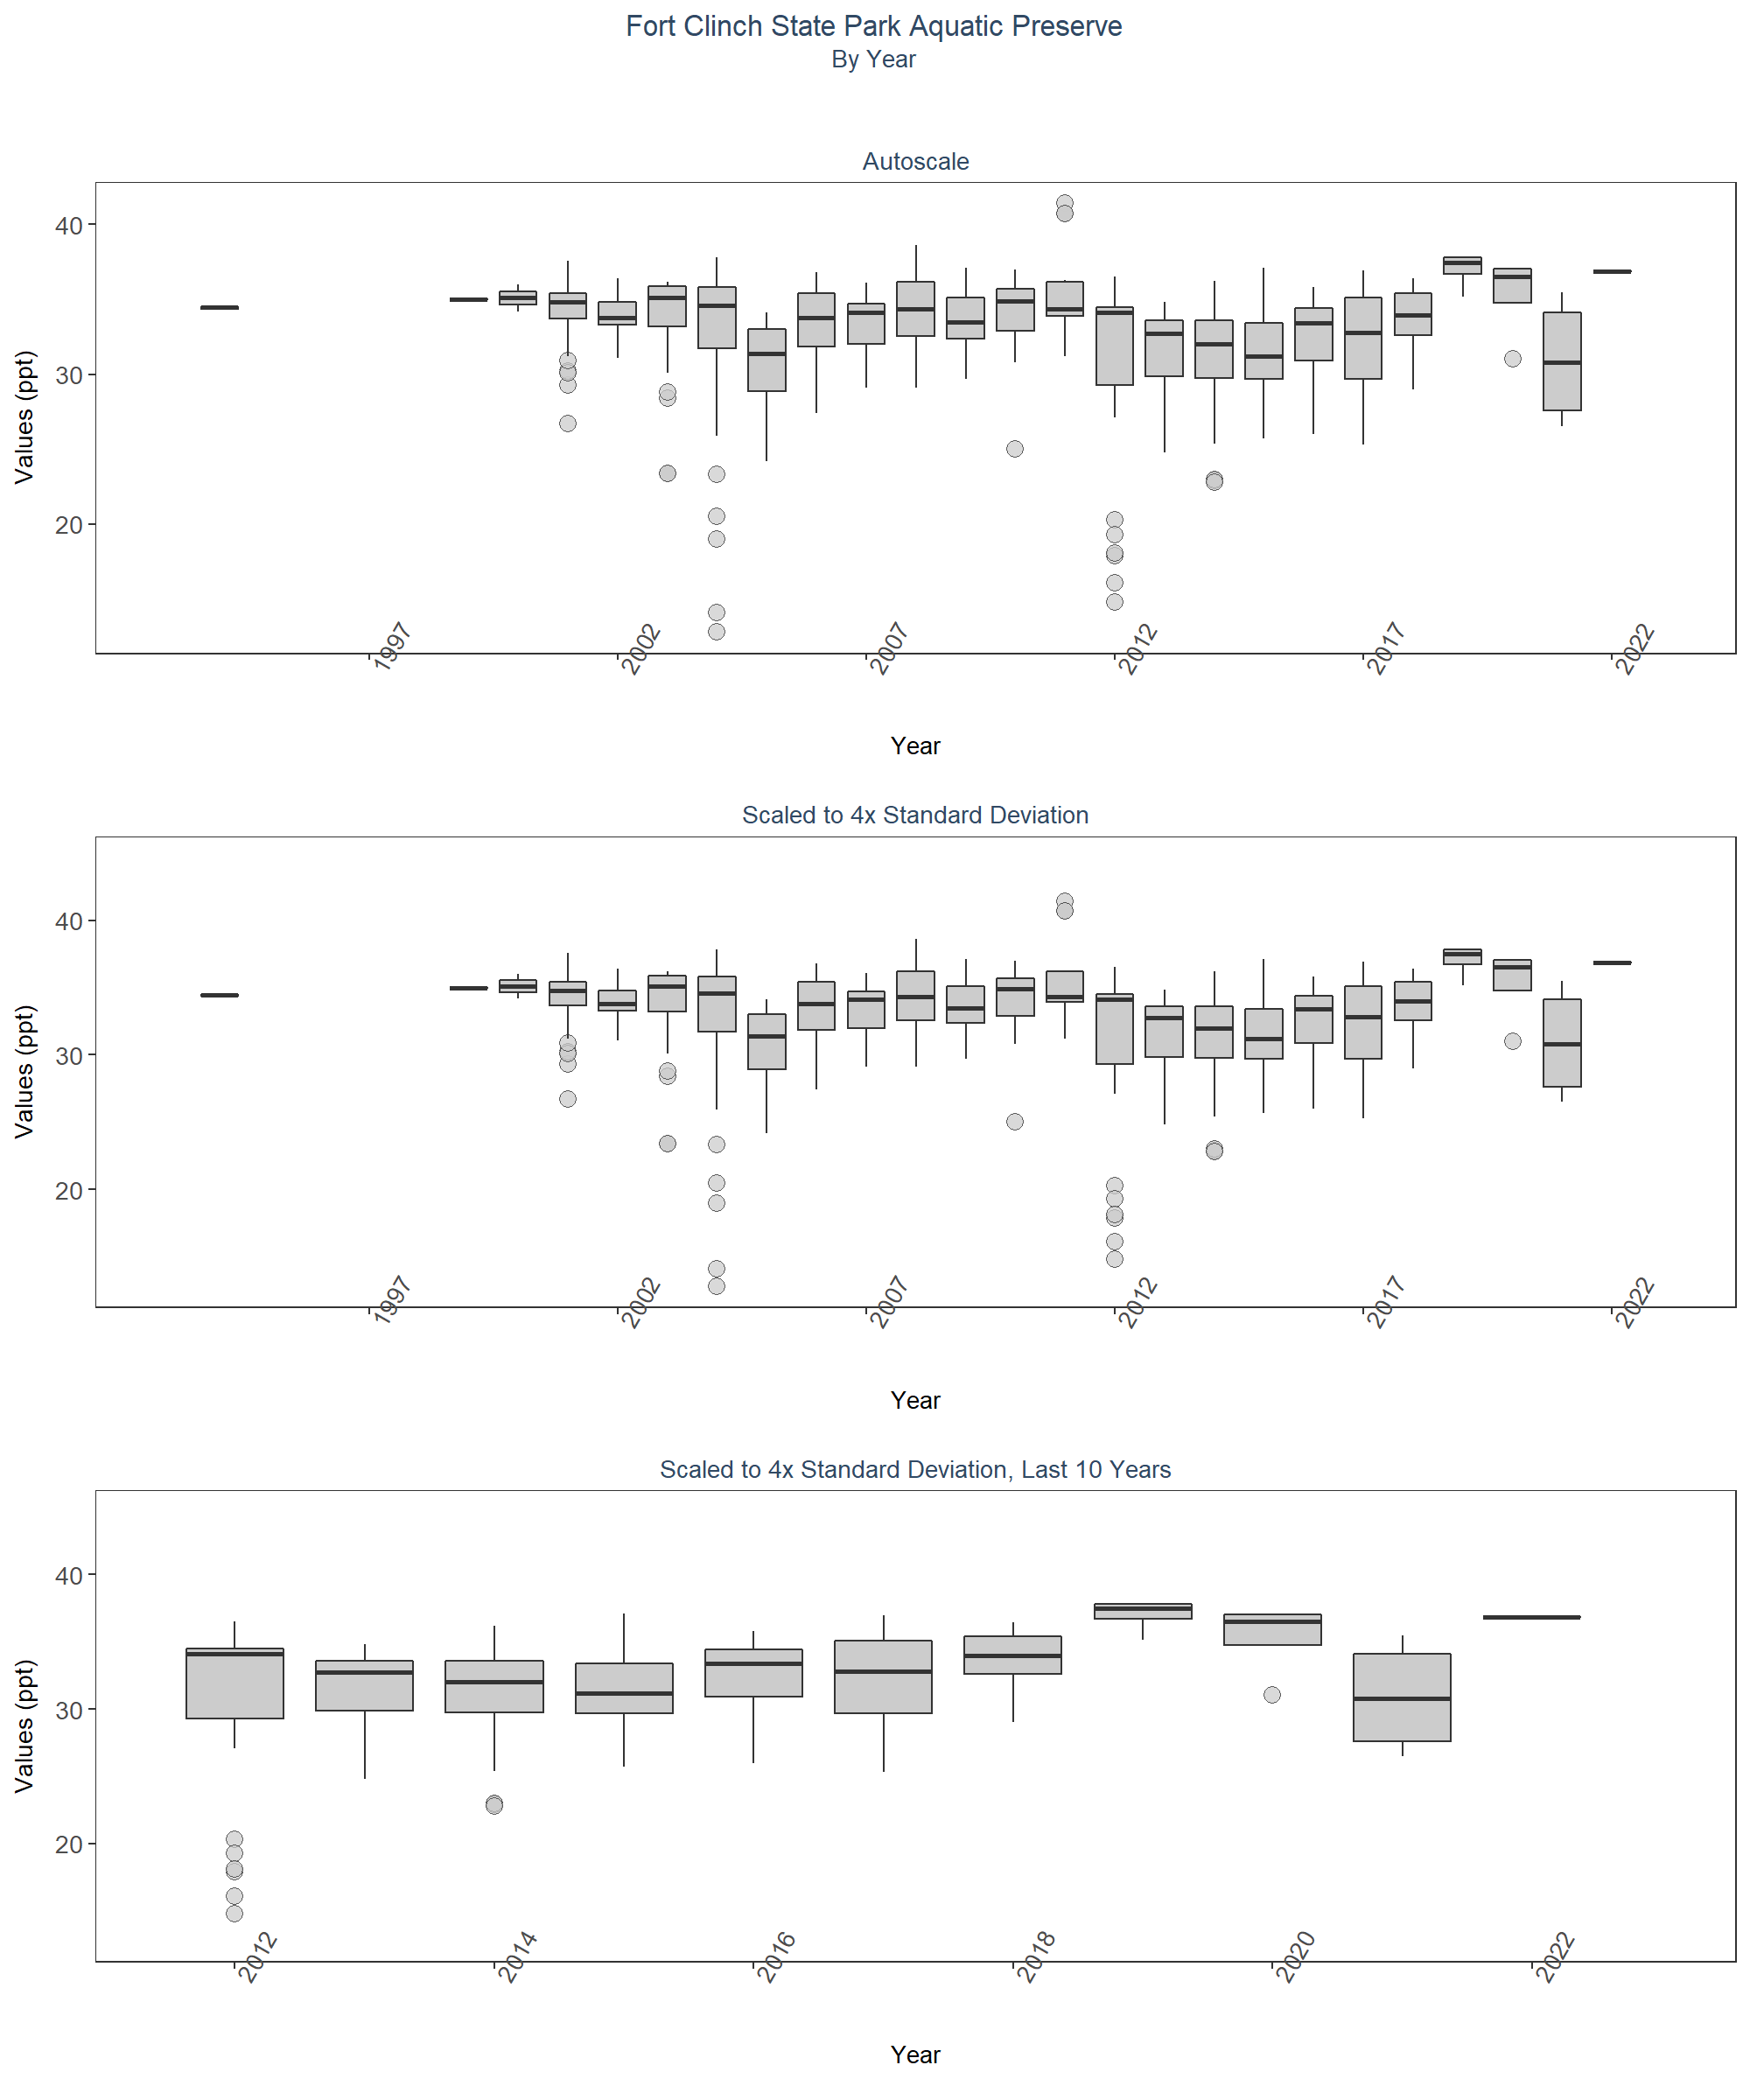 Fort Clinch State Park Aquatic Preserve
By Year
Autoscale
Values (ppt)
40
30
20
1997
2002
2007
2012
2017
2022
Year
Scaled to 4x Standard Deviation
Values (ppt)
40
30
20
1997
2002
2007
2012
2017
2022
Year
Scaled to 4x Standard Deviation, Last 10 Years
Values (ppt)
40
30
20
2012
2014
2016
2018
2020
2022
Year